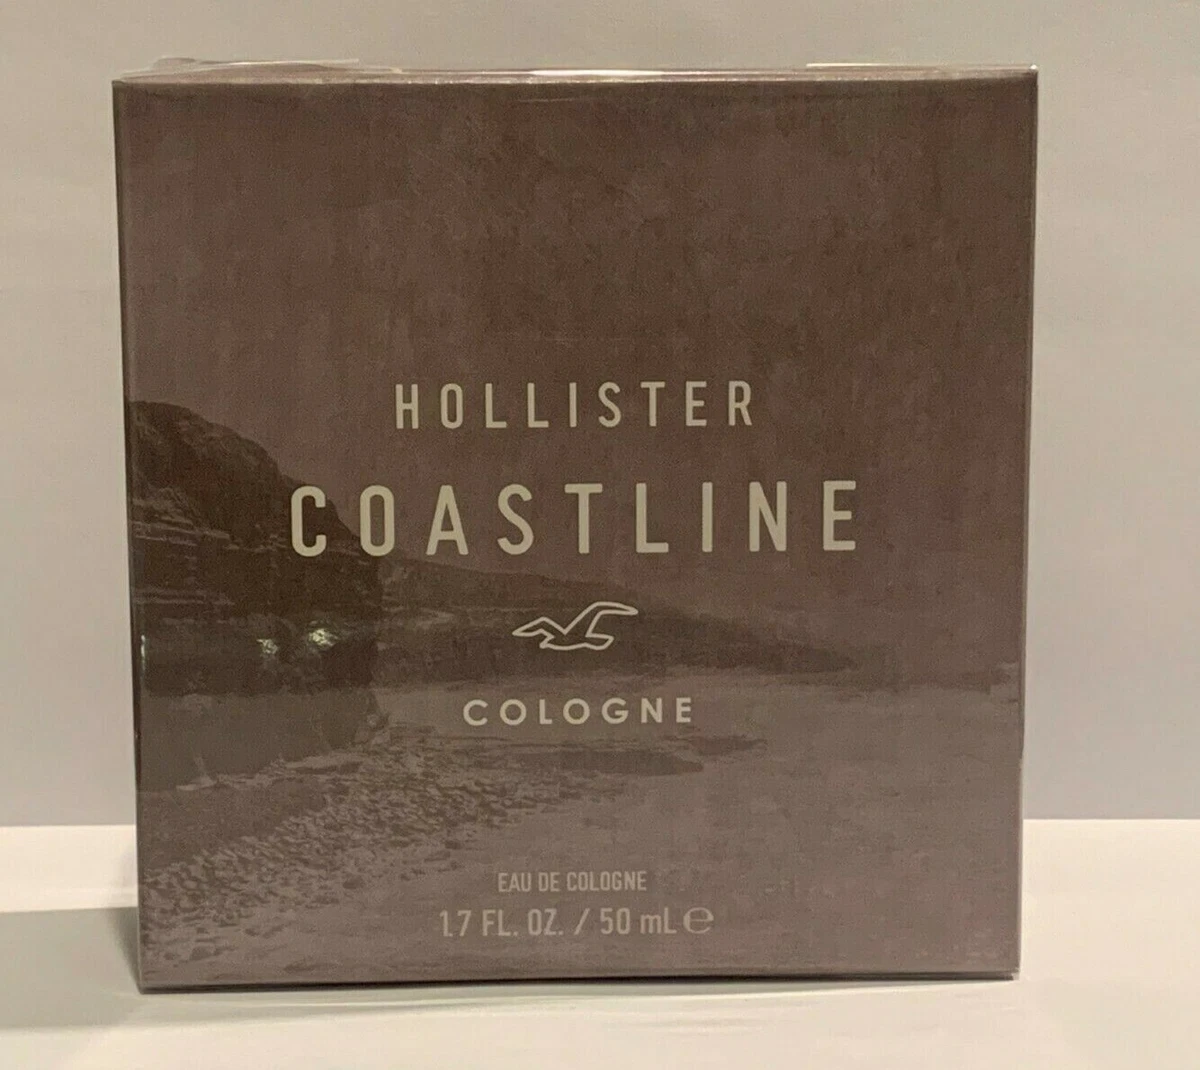 HOLLISTER
COASTLINE
COLOGNE
EAU DE COLOGNE
1.7 FL. OZ. / 50 mL ℮